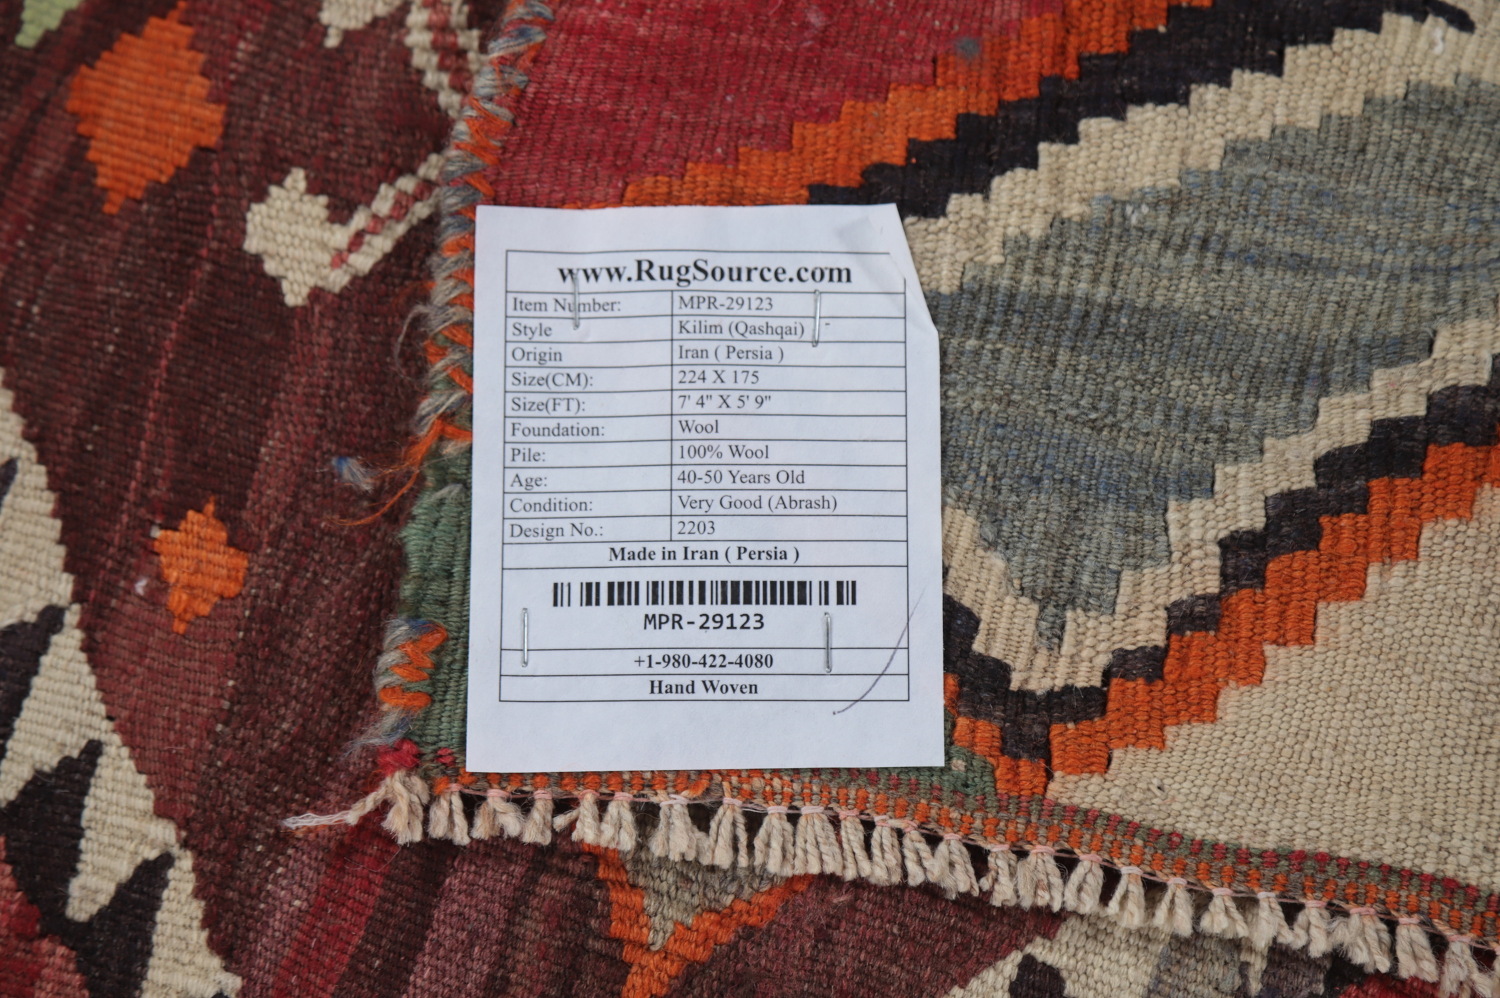 www.RugSource.com
Item Number: MPR-29123
Style Kilim (Qashqai)
Origin Iran ( Persia )
Size(CM): 224 X 175
Size(FT): 7' 4" X 5' 9"
Foundation: Wool
Pile: 100% Wool
Age: 40-50 Years Old
Condition: Very Good (Abrash)
Design No.: 2203
Made in Iran ( Persia )
MPR-29123
+1-980-422-4080
Hand Woven